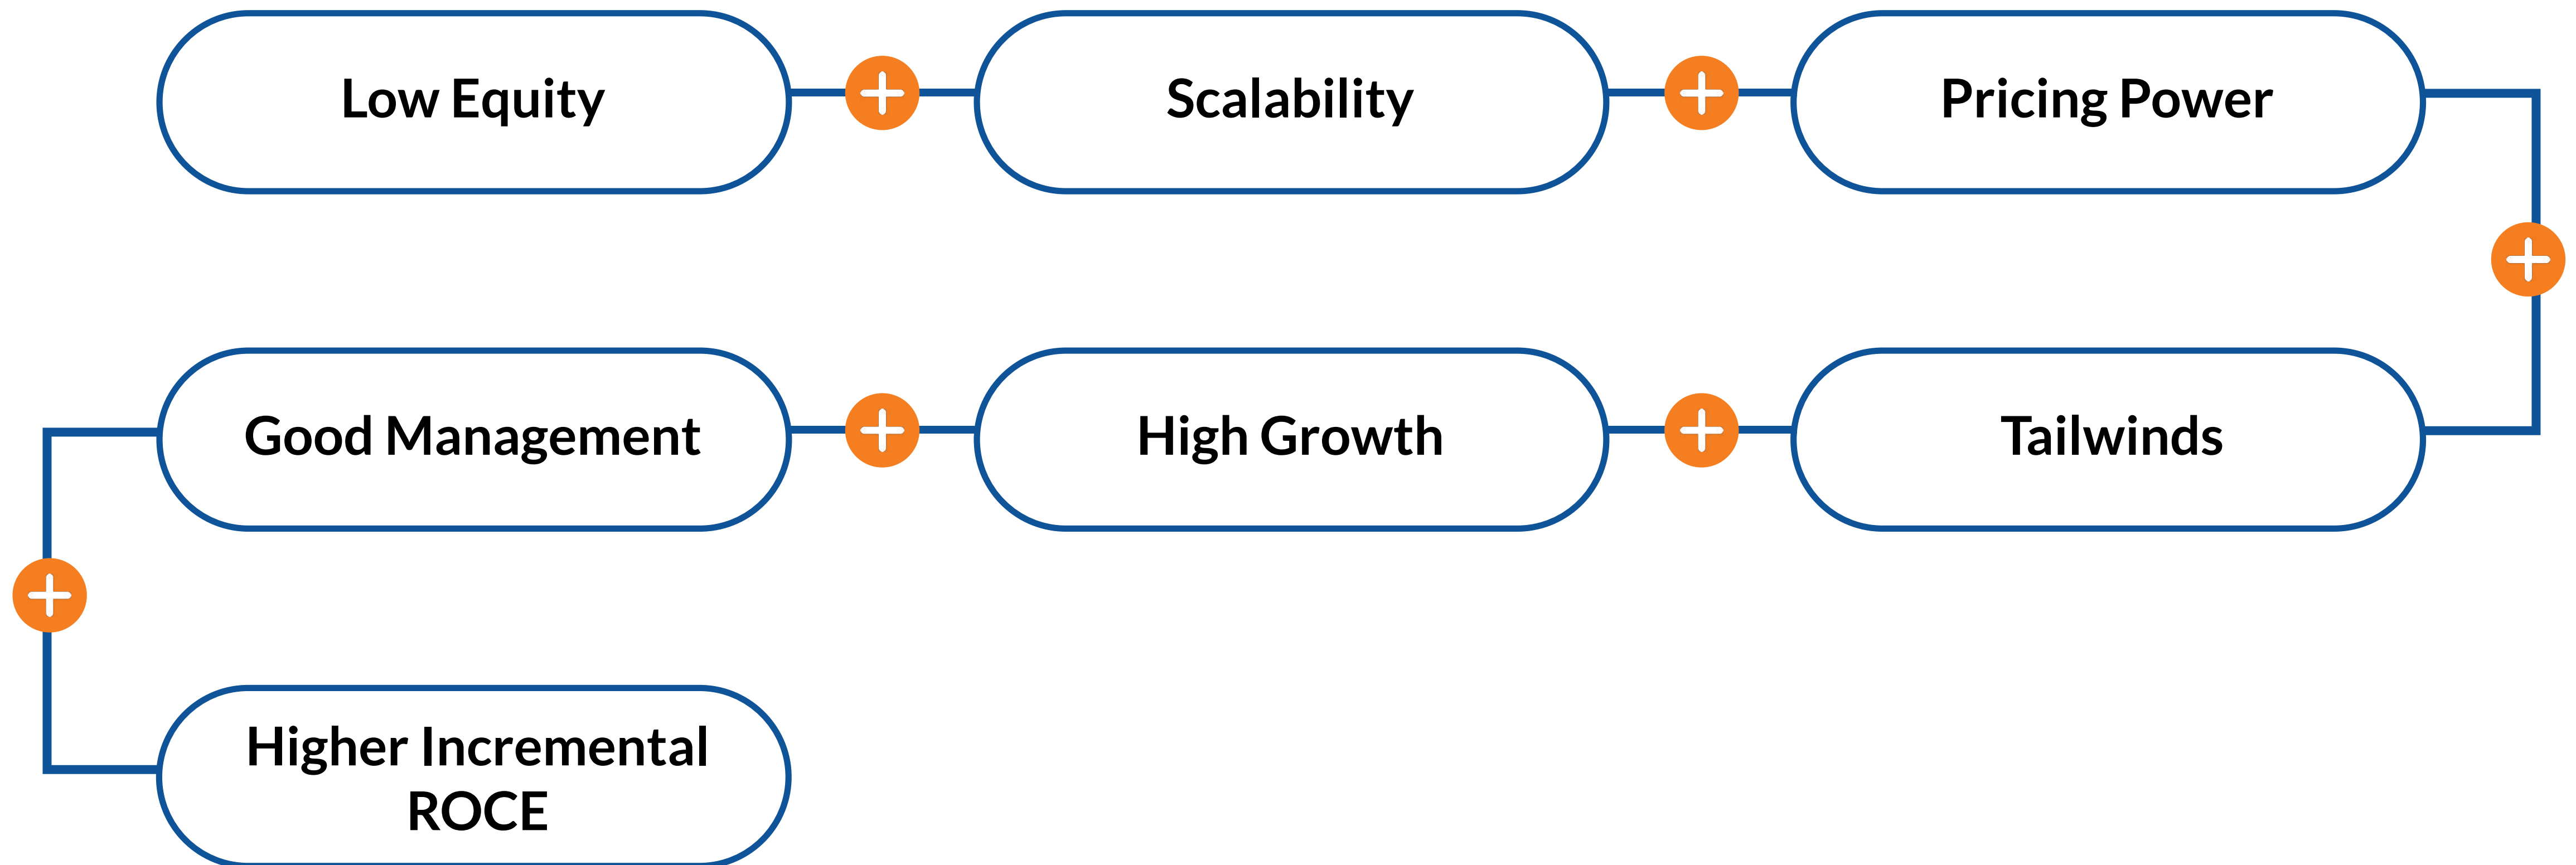 Low Equity
Scalability
Pricing Power
Tailwinds
High Growth
Good Management
Higher Incremental
ROCE